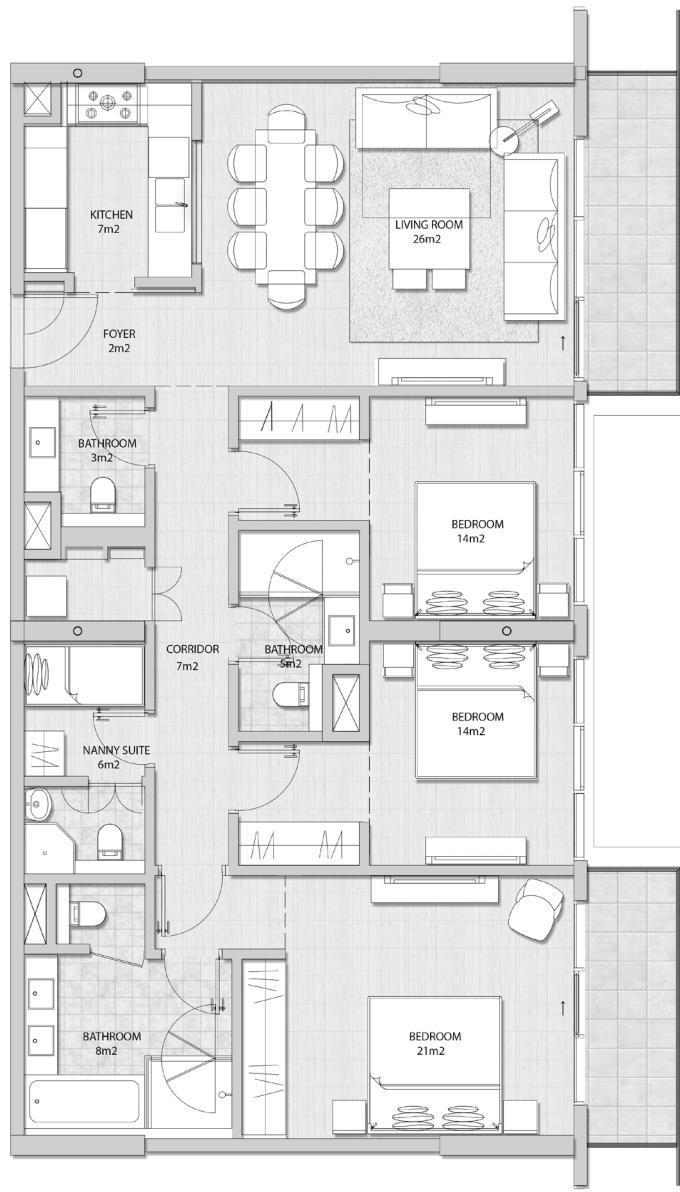 KITCHEN
7m2
LIVING ROOM
26m2
FOYER
2m2
BATHROOM
3m2
BEDROOM
14m2
CORRIDOR
7m2
BATHROOM
5m2
BEDROOM
14m2
NANNY SUITE
6m2
BATHROOM
8m2
BEDROOM
21m2